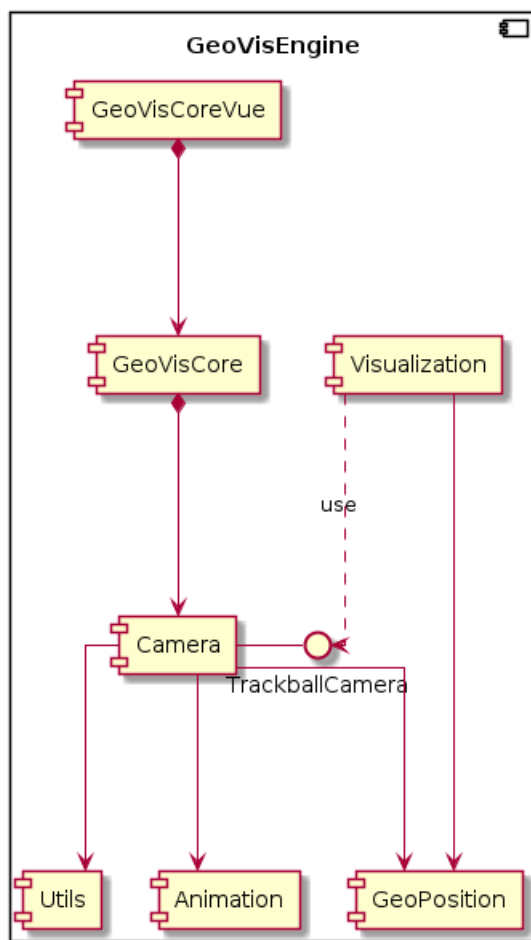 GeoVisEngine
GeoVisCoreVue
GeoVisCore
Visualization
use
Camera
TrackballCamera
Utils
Animation
GeoPosition